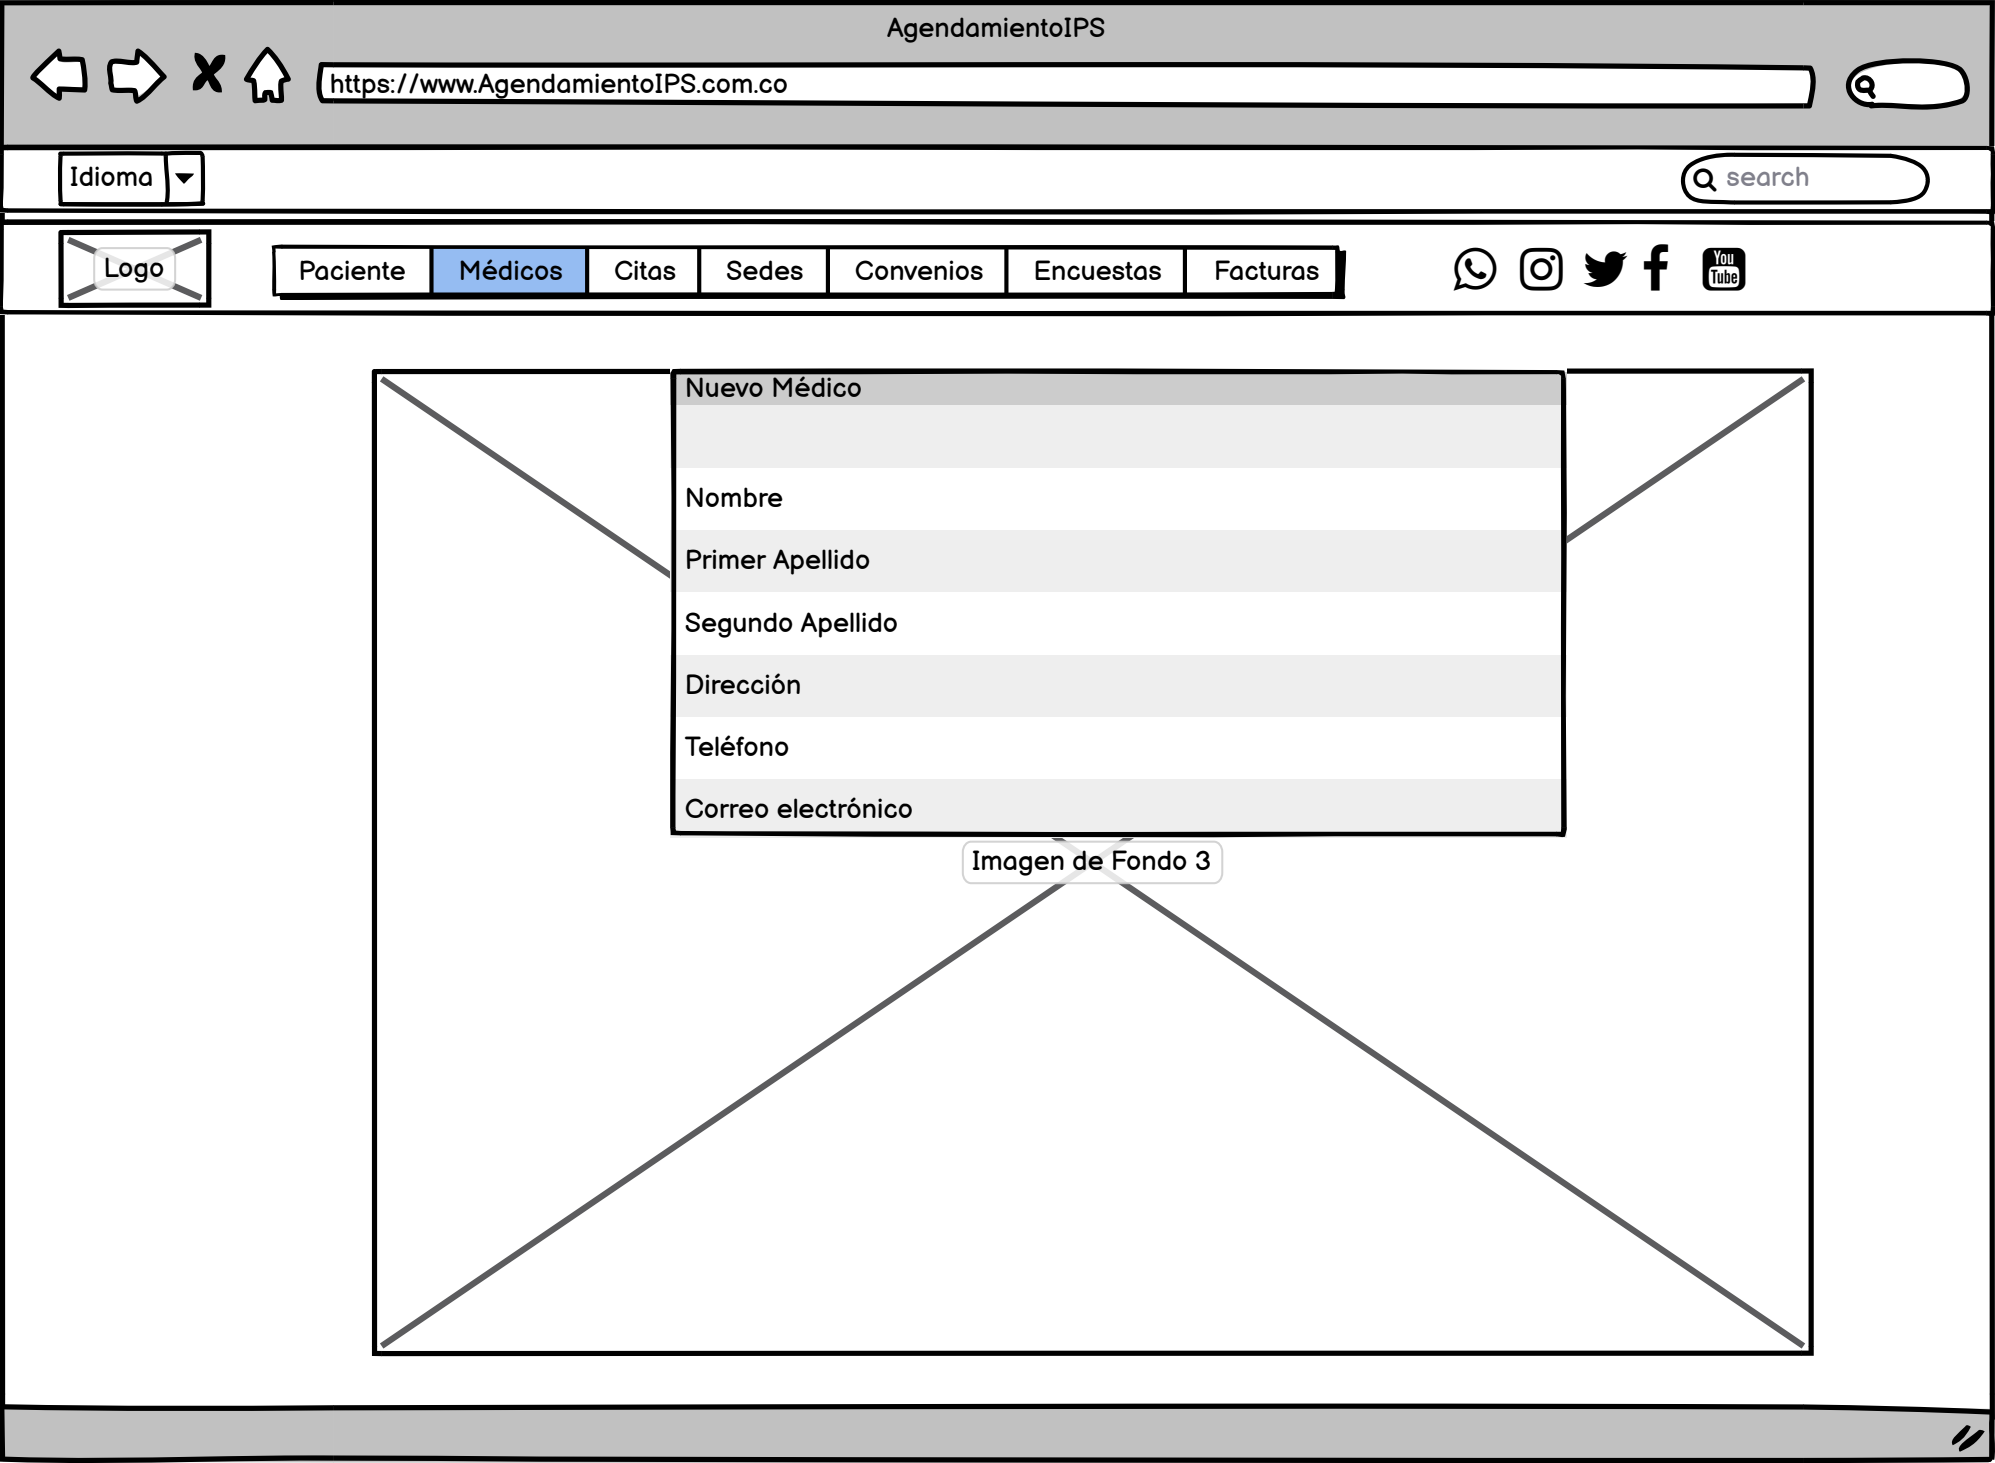 AgendamientoIPS
https://www.AgendamientoIPS.com.co
Idioma
search
Logo
Paciente
Médicos
Citas
Sedes
Convenios
Encuestas
Facturas
You
Tube
Nuevo Médico
Nombre
Primer Apellido
Segundo Apellido
Dirección
Teléfono
Correo electrónico
Imagen de Fondo 3